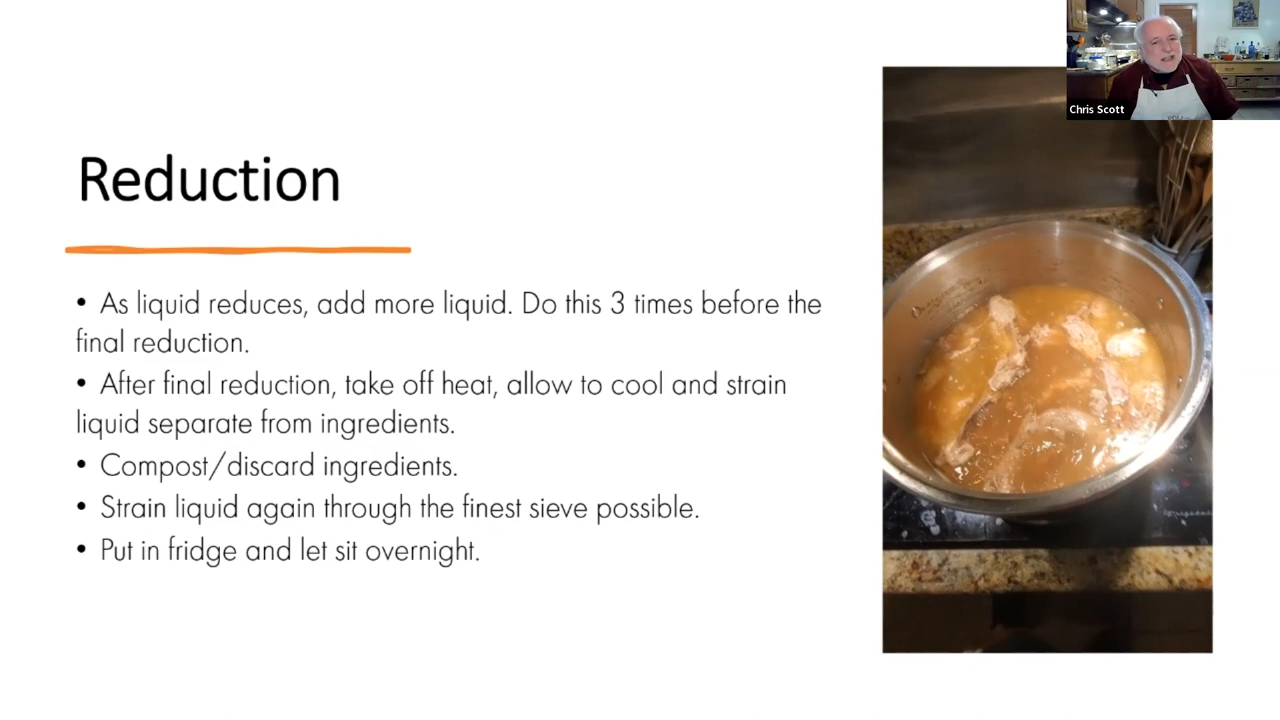 Chris Scott
Reduction
• As liquid reduces, add more liquid. Do this 3 times before the
final reduction.
• After final reduction, take off heat, allow to cool and strain
liquid separate from ingredients.
• Compost/discard ingredients.
• Strain liquid again through the finest sieve possible.
• Put in fridge and let sit overnight.